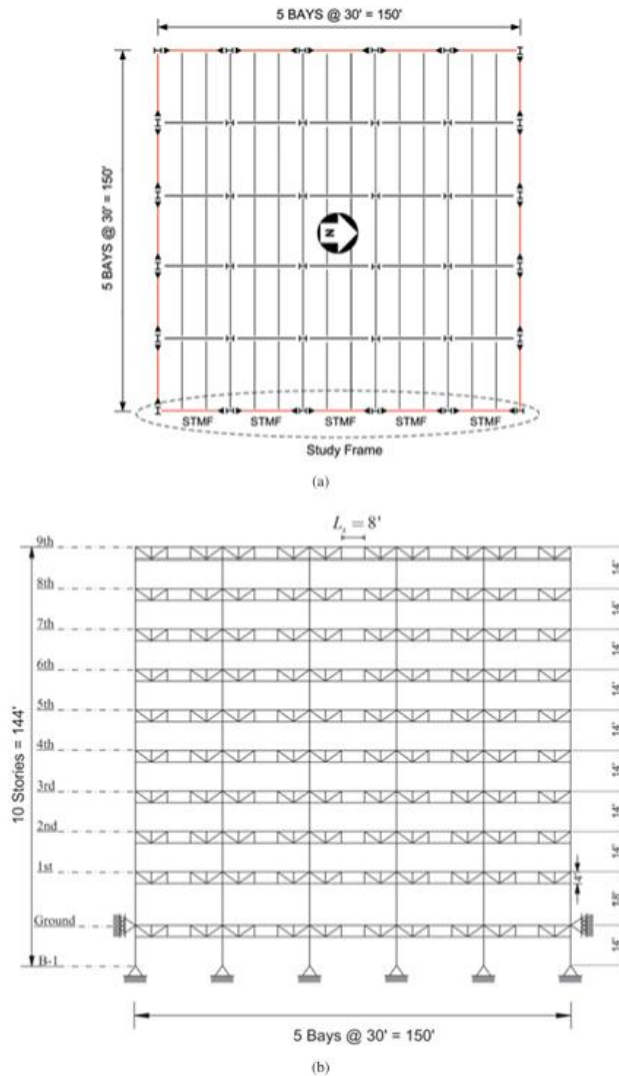 5 BAYS @ 30' = 150'
5 BAYS @ 30' = 150'
N
STMF STMF STMF STMF STMF
Study Frame
(a)
L_s = 8'
9th
14'
8th
14'
7th
14'
6th
14'
5th
14'
4th
14'
3rd
14'
2nd
14'
1st
4'
18'
Ground
14'
B-1
10 Stories = 144'
5 Bays @ 30' = 150'
(b)